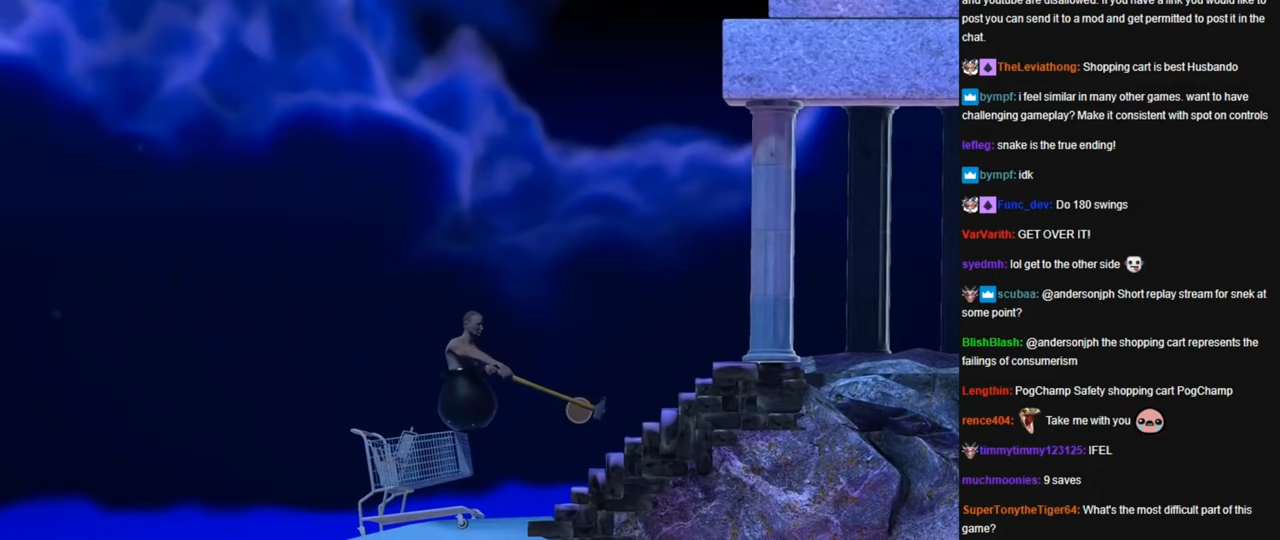 and youtube are disallowed. If you have a link you would like to
post you can send it to a mod and get permitted to post it in the
chat.
TheLeviathong: Shopping cart is best Husbando
bympf: i feel similar in many other games. want to have
challenging gameplay? Make it consistent with spot on controls
lefleg: snake is the true ending!
bympf: idk
Func_dev: Do 180 swings
VarVarith: GET OVER IT!
syedmh: lol get to the other side
scubaa: @andersonjph Short replay stream for snek at
some point?
BlishBlash: @andersonjph the shopping cart represents the
failings of consumerism
Lengthin: PogChamp Safety shopping cart PogChamp
rence404: Take me with you
timmytimmy123125: IFEL
muchmoonies: 9 saves
SuperTonytheTiger64: What's the most difficult part of this
game?